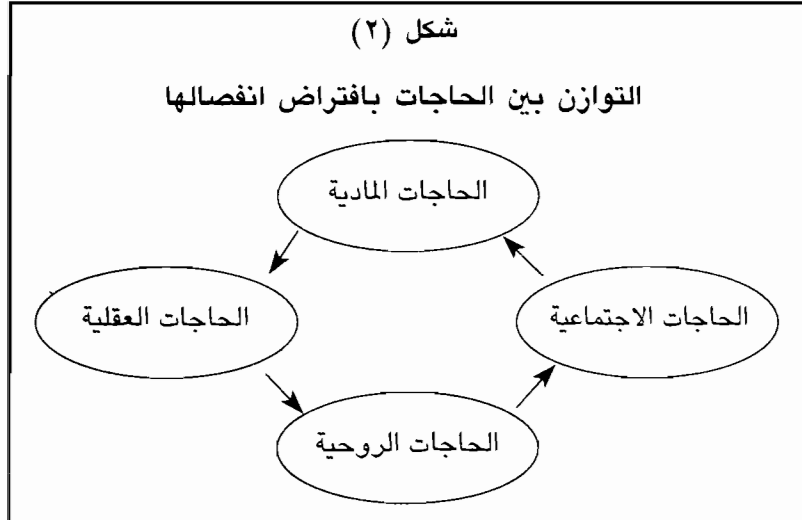 شكل (٢)
التوازن بين الحاجات بافتراض انفصالها
الحاجات المادية
الحاجات الاجتماعية
الحاجات العقلية
الحاجات الروحية